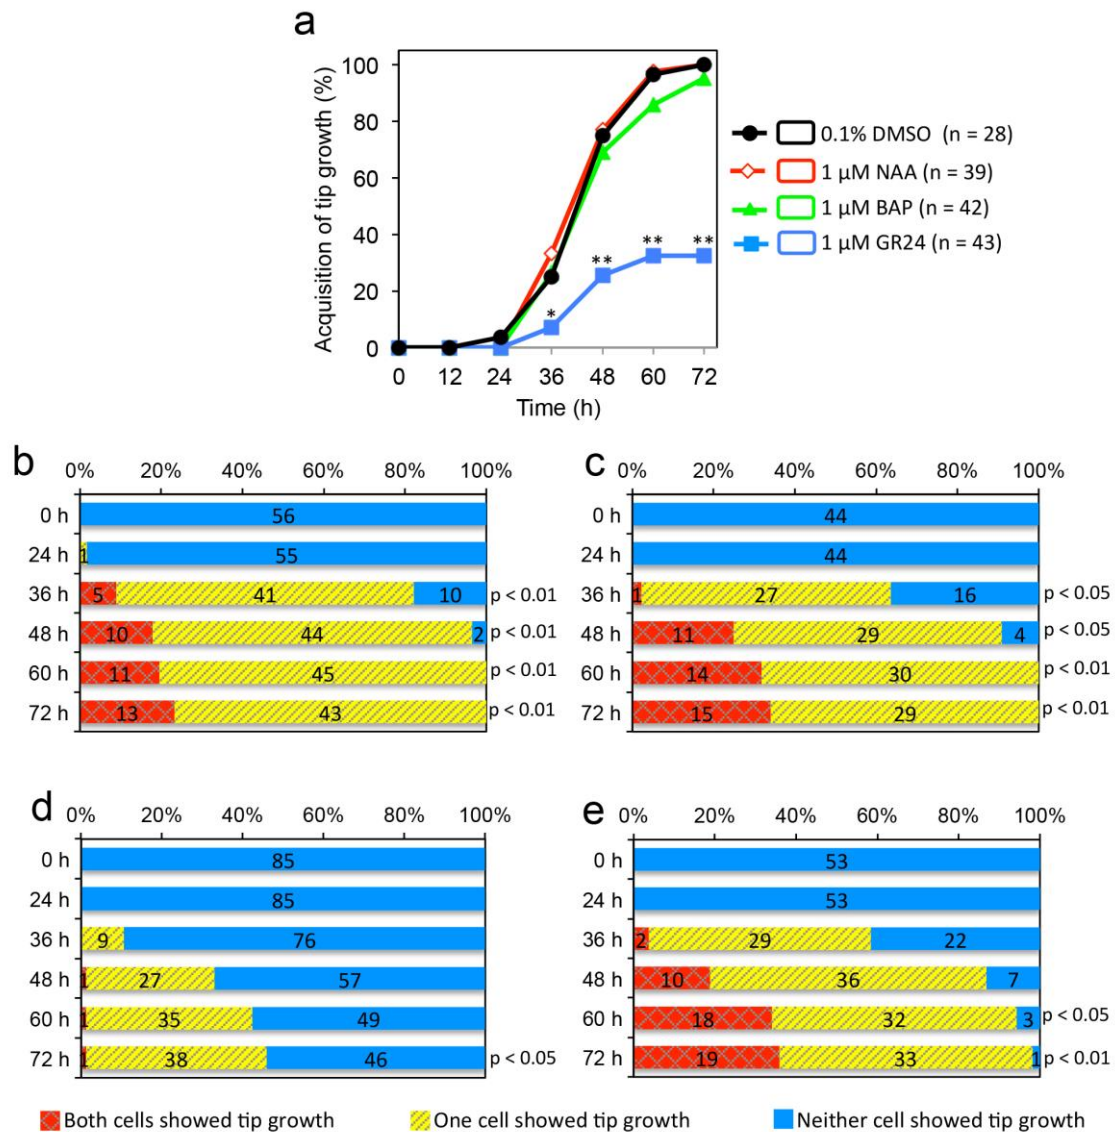 a
Acquisition of tip growth (%)
100
80
60
40
20
0
* ** ** **
0 12 24 36 48 60 72
Time (h)
0.1% DMSO (n = 28)
1 µM NAA (n = 39)
1 µM BAP (n = 42)
1 µM GR24 (n = 43)
b
0% 20% 40% 60% 80% 100%
0 h 56
24 h 1 55
36 h 5 41 10 p < 0.01
48 h 10 44 2 p < 0.01
60 h 11 45 p < 0.01
72 h 13 43 p < 0.01
c
0% 20% 40% 60% 80% 100%
0 h 44
24 h 44
36 h 1 27 16 p < 0.05
48 h 11 29 4 p < 0.05
60 h 14 30 p < 0.01
72 h 15 29 p < 0.01
d
0% 20% 40% 60% 80% 100%
0 h 85
24 h 85
36 h 9 76
48 h 1 27 57
60 h 1 35 49
72 h 1 38 46 p < 0.05
e
0% 20% 40% 60% 80% 100%
0 h 53
24 h 53
36 h 2 29 22
48 h 10 36 7
60 h 18 32 3 p < 0.05
72 h 19 33 1 p < 0.01
Both cells showed tip growth One cell showed tip growth Neither cell showed tip growth